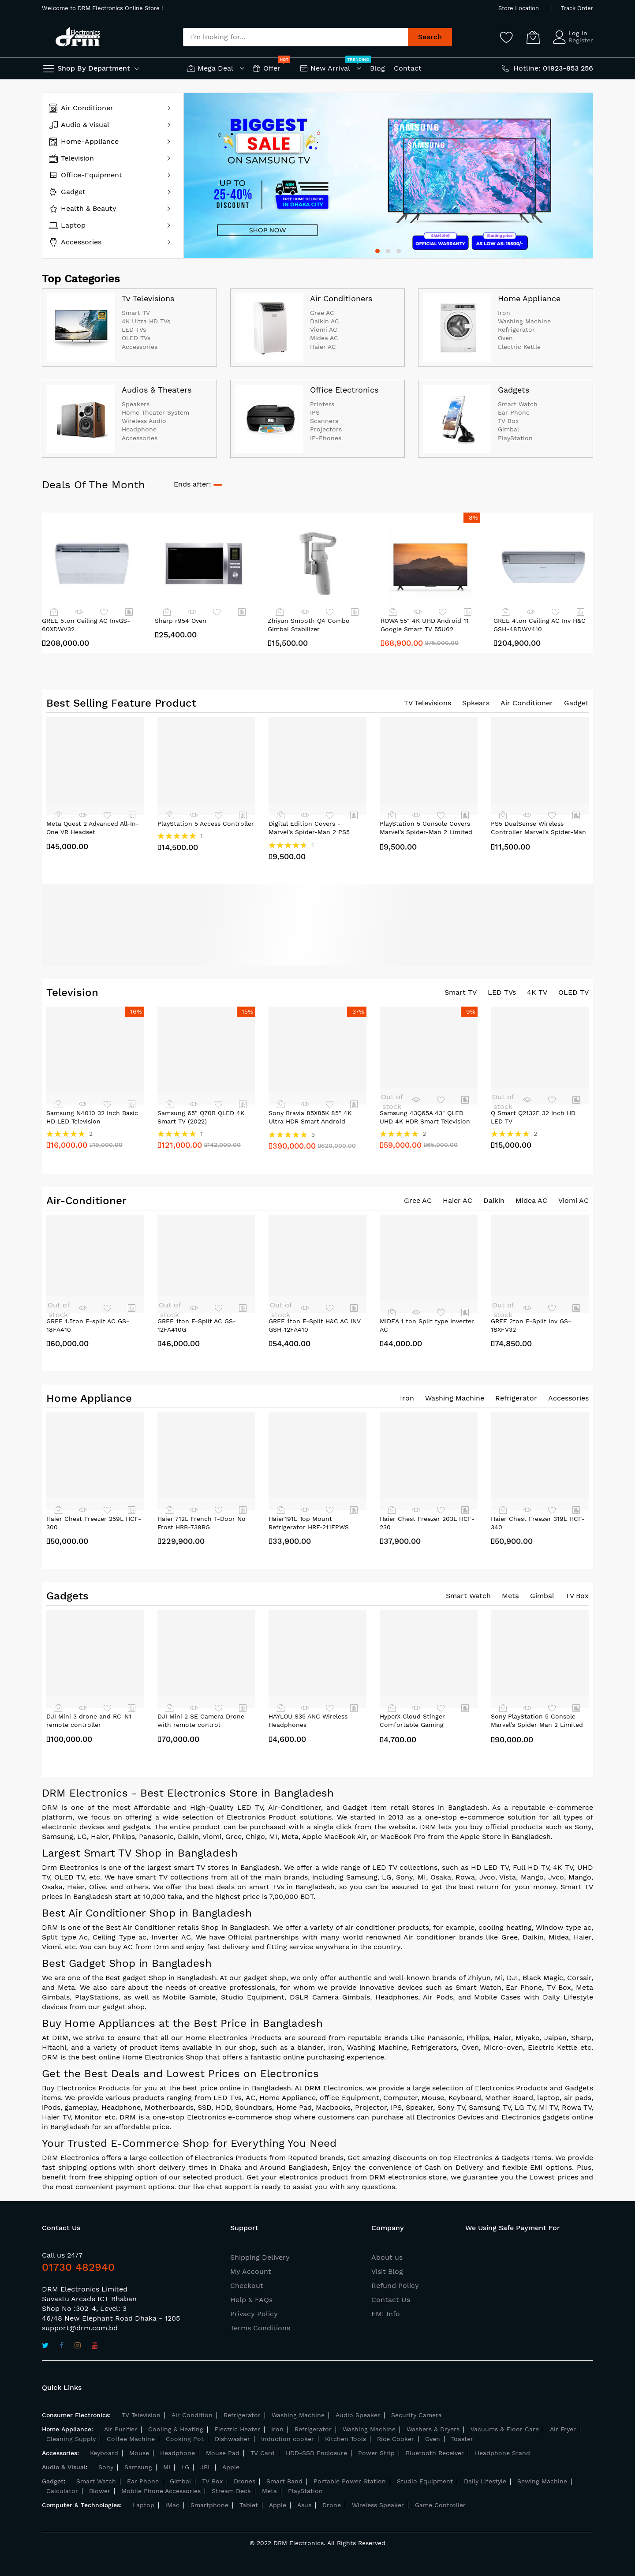 Welcome to DRM Electronics Online Store !
Store Location | Track Order
Electronics
drm
I'm looking for...
Search
Log In
Register
Shop By Department
Mega Deal
HOT
Offer
TRENDING
New Arrival
Blog
Contact
Hotline: 01923-853 256
Air Conditioner
Audio & Visual
Home-Appliance
Television
Office-Equipment
Gadget
Health & Beauty
Laptop
Accessories
BIGGEST
SALE
ON SAMSUNG TV
UP TO
25-40%
DISCOUNT
FREE DELIVERY
IN DHAKA CITY
SHOP NOW
SAMSUNG
SAMSUNG
OFFICIAL WARRANTY
STARTING
AS LOW AS: 15500/-
Top Categories
Tv Televisions
Smart TV
4K Ultra HD TVs
LED TVs
OLED TVs
Accessories
Air Conditioners
Gree AC
Daikin AC
Viomi AC
Midea AC
Haier AC
Home Appliance
Iron
Washing Machine
Refrigerator
Oven
Electric Kettle
Audios & Theaters
Speakers
Home Theater System
Wireless Audio
Headphone
Accessories
Office Electronics
Printers
IPS
Scanners
Projectors
IP-Phones
Gadgets
Smart Watch
Ear Phone
TV Box
Gimbal
PlayStation
Deals Of The Month
Ends after:
-8%
GREE 5ton Ceiling AC InvGS-
60XDWV32
208,000.00
Sharp r954 Oven
25,400.00
Zhiyun Smooth Q4 Combo
Gimbal Stabilizer
15,500.00
ROWA 55" 4K UHD Android 11
Google Smart TV 55U62
68,900.00 75,000.00
GREE 4ton Ceiling AC Inv H&C
GSH-48DWV410
204,900.00
Best Selling Feature Product
TV Televisions Spkears Air Conditioner Gadget
Meta Quest 2 Advanced All-In-
One VR Headset
45,000.00
PlayStation 5 Access Controller
1
14,500.00
Digital Edition Covers -
Marvel's Spider-Man 2 PS5
1
9,500.00
PlayStation 5 Console Covers
Marvel's Spider-Man 2 Limited
9,500.00
PS5 DualSense Wireless
Controller Marvel's Spider-Man
11,500.00
Television
Smart TV LED TVs 4K TV OLED TV
-16%
Samsung N4010 32 Inch Basic
HD LED Television
2
16,000.00 19,000.00
-15%
Samsung 65" Q70B QLED 4K
Smart TV (2022)
1
121,000.00 142,000.00
-37%
Sony Bravia 85X85K 85" 4K
Ultra HDR Smart Android
3
390,000.00 620,000.00
-9%
Out of
stock
Samsung 43Q65A 43" QLED
UHD 4K HDR Smart Television
2
59,000.00 65,000.00
Out of
stock
Q Smart Q2132F 32 Inch HD
LED TV
2
15,000.00
Air-Conditioner
Gree AC Haier AC Daikin Midea AC Viomi AC
Out of
stock
GREE 1.5ton F-split AC GS-
18FA410
60,000.00
Out of
stock
GREE 1ton F-Split AC GS-
12FA410G
46,000.00
Out of
stock
GREE 1ton F-Split H&C AC INV
GSH-12FA410
54,400.00
MIDEA 1 ton Split type Inverter
AC
44,000.00
Out of
stock
GREE 2ton F-Split Inv GS-
18XFV32
74,850.00
Home Appliance
Iron Washing Machine Refrigerator Accessories
Haier Chest Freezer 259L HCF-
300
50,000.00
Haier 712L French T-Door No
Frost HRB-738BG
229,900.00
Haier191L Top Mount
Refrigerator HRF-211EPWS
33,900.00
Haier Chest Freezer 203L HCF-
230
37,900.00
Haier Chest Freezer 319L HCF-
340
50,900.00
Gadgets
Smart Watch Meta Gimbal TV Box
DJI Mini 3 drone and RC-N1
remote controller
100,000.00
DJI Mini 2 SE Camera Drone
with remote control
70,000.00
HAYLOU S35 ANC Wireless
Headphones
4,600.00
HyperX Cloud Stinger
Comfortable Gaming
4,700.00
Sony PlayStation 5 Console
Marvel's Spider Man 2 Limited
90,000.00
DRM Electronics - Best Electronics Store in Bangladesh
DRM is one of the most Affordable and High-Quality LED TV, Air-Conditioner, and Gadget Item retail Stores in Bangladesh. As a reputable e-commerce
platform, we focus on offering a wide selection of Electronics Product solutions. We started in 2013 as a one-stop e-commerce solution for all types of
electronic devices and gadgets. The entire product can be purchased with a single click from the website. DRM lets you buy official products such as Sony,
Samsung, LG, Haier, Philips, Panasonic, Daikin, Viomi, Gree, Chigo, MI, Meta, Apple MacBook Air, or MacBook Pro from the Apple Store in Bangladesh.
Largest Smart TV Shop in Bangladesh
Drm Electronics is one of the largest smart TV stores in Bangladesh. We offer a wide range of LED TV collections, such as HD LED TV, Full HD TV, 4K TV, UHD
TV, OLED TV, etc. We have smart TV collections from all of the main brands, including Samsung, LG, Sony, MI, Osaka, Rowa, Jvco, Vista, Mango, Jvco, Mango,
Osaka, Haier, Olive, and others. We offer the best deals on smart TVs in Bangladesh, so you can be assured to get the best return for your money. Smart TV
prices in Bangladesh start at 10,000 taka, and the highest price is 7,00,000 BDT.
Best Air Conditioner Shop in Bangladesh
DRM is one of the Best Air Conditioner retails Shop in Bangladesh. We offer a variety of air conditioner products, for example, cooling heating, Window type ac,
Split type Ac, Ceiling Type ac, Inverter AC, We have Official partnerships with many world renowned Air conditioner brands like Gree, Daikin, Midea, Haier,
Viomi, etc. You can buy AC from Drm and enjoy fast delivery and fitting service anywhere in the country.
Best Gadget Shop in Bangladesh
We are one of the Best gadget Shop in Bangladesh. At our gadget shop, we only offer authentic and well-known brands of Zhiyun, Mi, DJI, Black Magic, Corsair,
and Meta. We also care about the needs of creative professionals, for whom we provide innovative devices such as Smart Watch, Ear Phone, TV Box, Meta
Gimbals, PlayStations, as well as Mobile Gamble, Studio Equipment, DSLR Camera Gimbals, Headphones, Air Pods, and Mobile Cases with Daily Lifestyle
devices from our gadget shop.
Buy Home Appliances at the Best Price in Bangladesh
At DRM, we strive to ensure that all our Home Electronics Products are sourced from reputable Brands Like Panasonic, Philips, Haier, Miyako, Jaipan, Sharp,
Hitachi, and a variety of product items available in our shop, such as a blander, Iron, Washing Machine, Refrigerators, Oven, Micro-oven, Electric Kettle etc.
DRM is the best online Home Electronics Shop that offers a fantastic online purchasing experience.
Get the Best Deals and Lowest Prices on Electronics
Buy Electronics Products for you at the best price online in Bangladesh. At DRM Electronics, we provide a large selection of Electronics Products and Gadgets
items. We provide various products ranging from LED TVs, AC, Home Appliance, office Equipment, Computer, Mouse, Keyboard, Mother Board, laptop, air pads,
iPods, gameplay, Headphone, Motherboards, SSD, HDD, Soundbars, Home Pad, Macbooks, Projector, IPS, Speaker, Sony TV, Samsung TV, LG TV, MI TV, Rowa TV,
Haier TV, Monitor etc. DRM is a one-stop Electronics e-commerce shop where customers can purchase all Electronics Devices and Electronics gadgets online
in Bangladesh for an affordable price.
Your Trusted E-Commerce Shop for Everything You Need
DRM Electronics offers a large collection of Electronics Products from Reputed brands, Get amazing discounts on top Electronics & Gadgets Items. We provide
fast shipping options with short delivery times in Dhaka and Around Bangladesh, Enjoy the convenience of Cash on Delivery and flexible EMI options. Plus,
benefit from free shipping option of our selected product. Get your electronics product from DRM electronics store, we guarantee you the Lowest prices and
the most convenient payment options. Our live chat support is ready to assist you with any questions.
Contact Us
Call us 24/7
01730 482940
DRM Electronics Limited
Suvastu Arcade ICT Bhaban
Shop No :302-4, Level: 3
46/48 New Elephant Road Dhaka - 1205
support@drm.com.bd
Support
Shipping Delivery
My Account
Checkout
Help & FAQs
Privacy Policy
Terms Conditions
Company
About us
Visit Blog
Refund Policy
Contact Us
EMI Info
We Using Safe Payment For
Quick Links
Consumer Electronics: TV Television | Air Condition | Refrigerator | Washing Machine | Audio Speaker | Security Camera
Home Appliance: Air Purifier | Cooling & Heating | Electric Heater | Iron | Refrigerator | Washing Machine | Washers & Dryers | Vacuums & Floor Care | Air Fryer |
Cleaning Supply | Coffee Machine | Cooking Pot | Dishwasher | Induction cooker | Kitchen Tools | Rice Cooker | Oven | Toaster
Accessories: Keyboard | Mouse | Headphone | Mouse Pad | TV Card | HDD-SSD Enclosure | Power Strip | Bluetooth Receiver | Headphone Stand
Audio & Visual: Sony | Samsung | MI | LG | JBL | Apple
Gadget: Smart Watch | Ear Phone | Gimbal | TV Box | Drones | Smart Band | Portable Power Station | Studio Equipment | Daily Lifestyle | Sewing Machine |
Calculator | Blower | Mobile Phone Accessories | Stream Deck | Meta | PlayStation
Computer & Technologies: Laptop | iMac | Smartphone | Tablet | Apple | Asus | Drone | Wireless Speaker | Game Controller
© 2022 DRM Electronics. All Rights Reserved